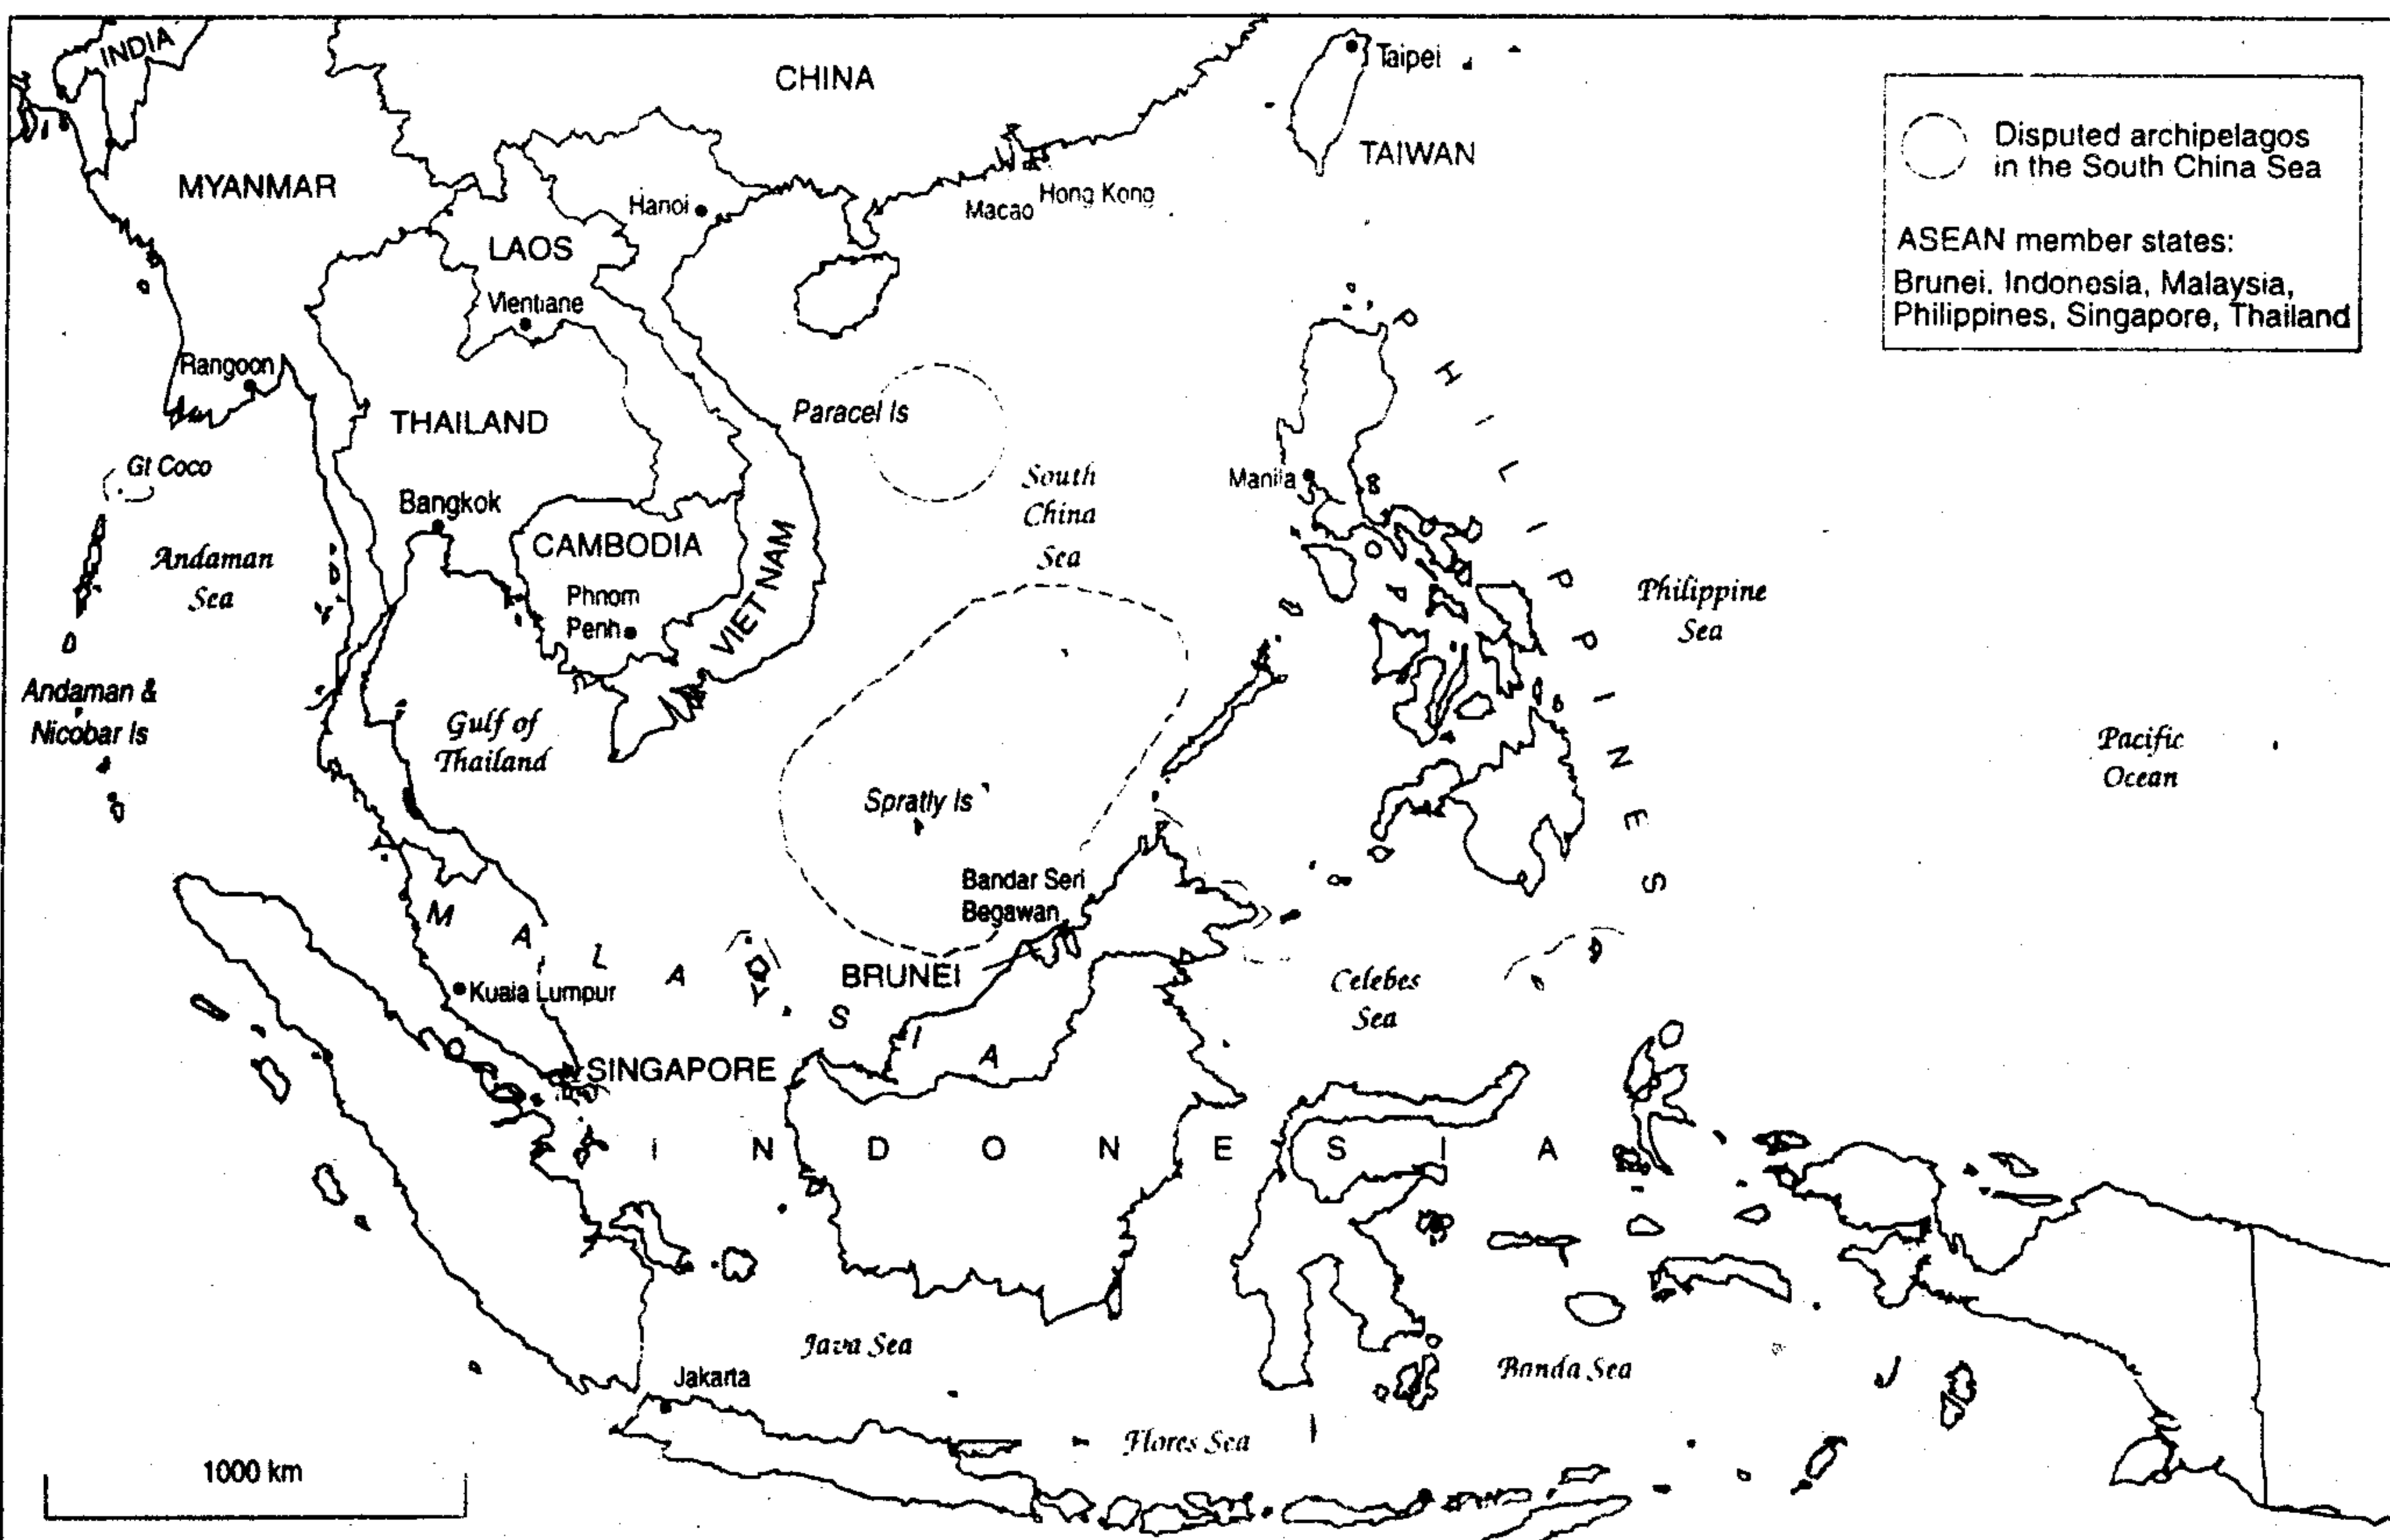 INDIA
CHINA
Taipei
TAIWAN
MYANMAR
Hanoi
Macao
Hong Kong
LAOS
Vientiane
Rangoon
THAILAND
Paracel Is
Gt Coco
South
China
Sea
Manila
Bangkok
CAMBODIA
Andaman
Sea
Phnom
Penh
VIET NAM
PHILIPPINES
Philippine
Sea
Andaman &
Nicobar Is
Gulf of
Thailand
Pacific
Ocean
Spratly Is
Bandar Seri
Begawan
MALAYSIA
BRUNEI
Kuala Lumpur
Celebes
Sea
SINGAPORE
INDONESIA
Java Sea
Jakarta
Banda Sea
Flores Sea
1000 km
Disputed archipelagos
in the South China Sea
ASEAN member states:
Brunei. Indonesia, Malaysia,
Philippines, Singapore, Thailand